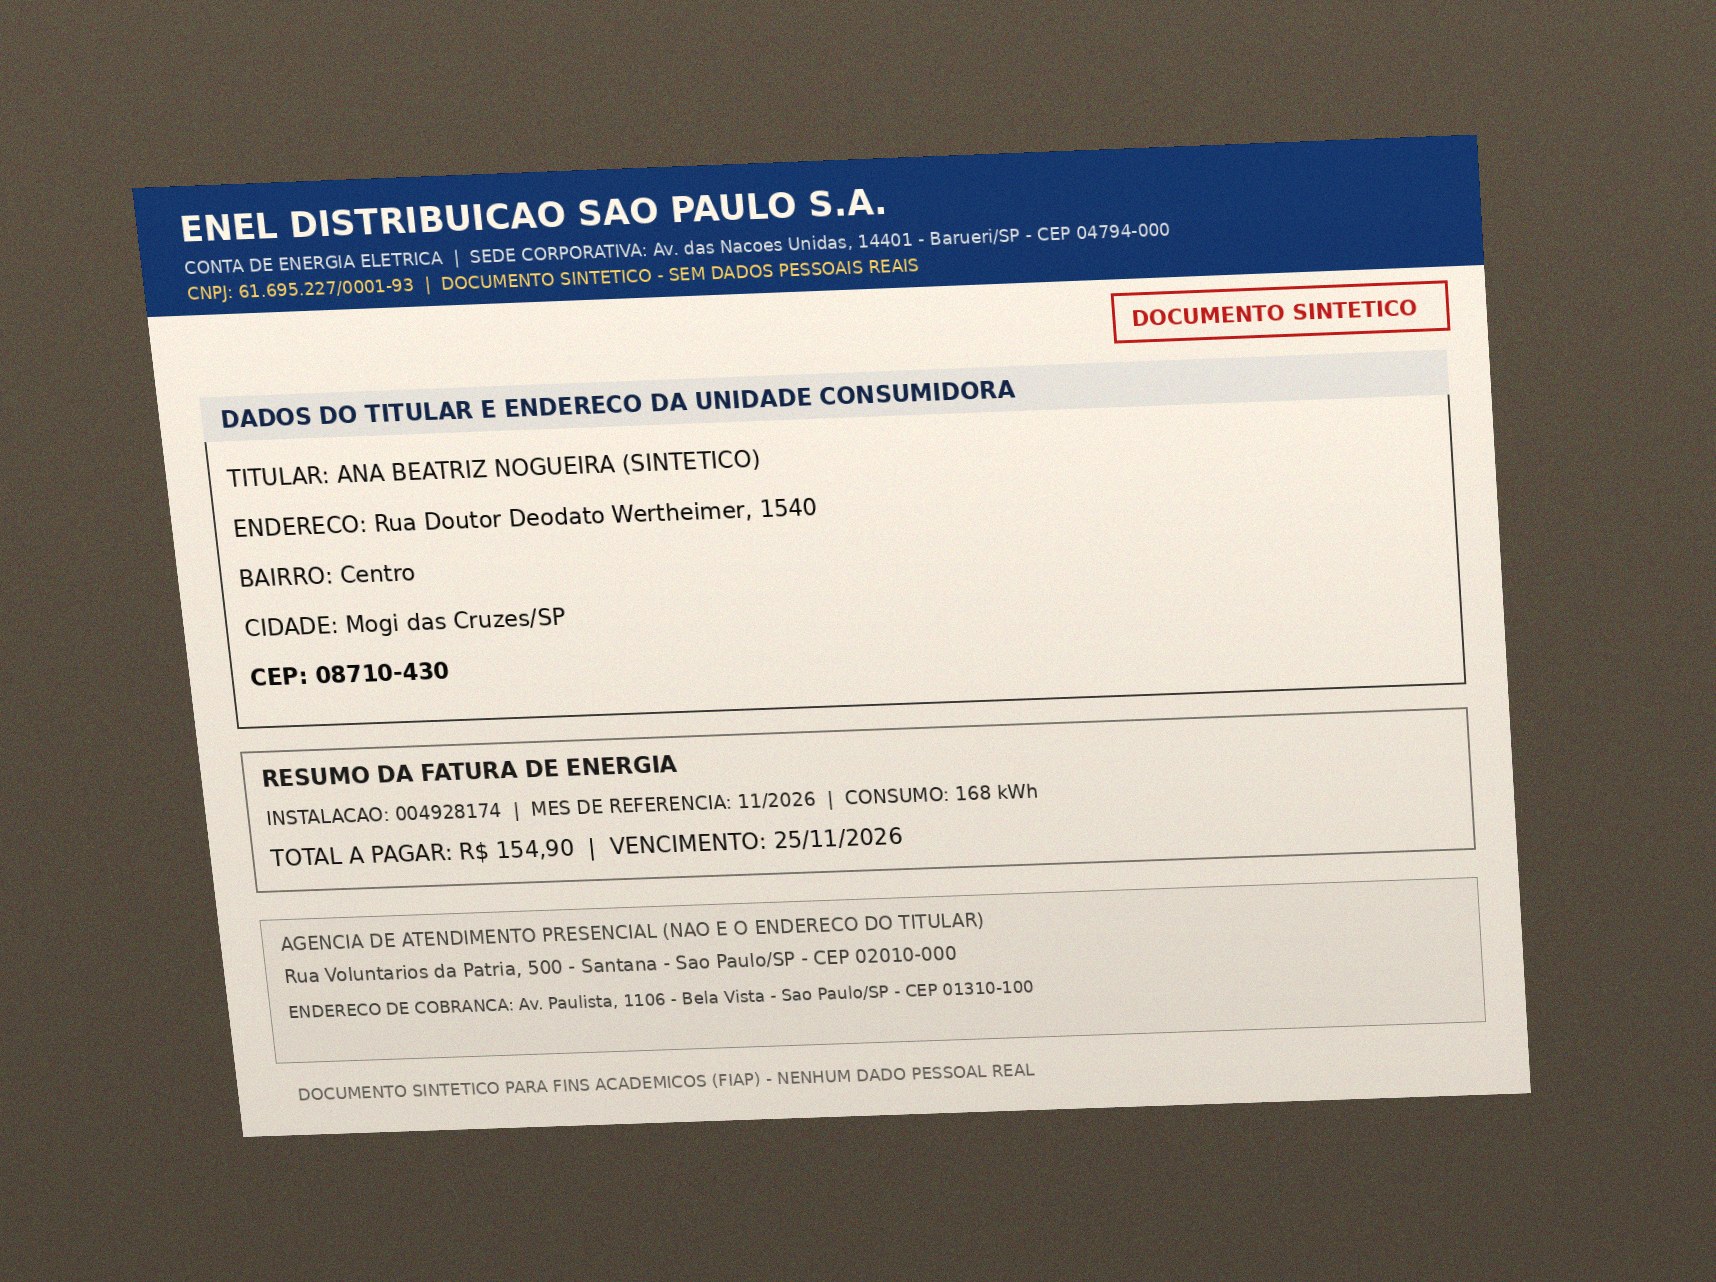 ENEL DISTRIBUICAO SAO PAULO S.A.
CONTA DE ENERGIA ELETRICA | SEDE CORPORATIVA: Av. das Nacoes Unidas, 14401 - Barueri/SP - CEP 04794-000
CNPJ: 61.695.227/0001-93 | DOCUMENTO SINTETICO - SEM DADOS PESSOAIS REAIS
DOCUMENTO SINTETICO
DADOS DO TITULAR E ENDERECO DA UNIDADE CONSUMIDORA
TITULAR: ANA BEATRIZ NOGUEIRA (SINTETICO)
ENDERECO: Rua Doutor Deodato Wertheimer, 1540
BAIRRO: Centro
CIDADE: Mogi das Cruzes/SP
CEP: 08710-430
RESUMO DA FATURA DE ENERGIA
INSTALACAO: 004928174 | MES DE REFERENCIA: 11/2026 | CONSUMO: 168 kWh
TOTAL A PAGAR: R$ 154,90 | VENCIMENTO: 25/11/2026
AGENCIA DE ATENDIMENTO PRESENCIAL (NAO E O ENDERECO DO TITULAR)
Rua Voluntarios da Patria, 500 - Santana - Sao Paulo/SP - CEP 02010-000
ENDERECO DE COBRANCA: Av. Paulista, 1106 - Bela Vista - Sao Paulo/SP - CEP 01310-100
DOCUMENTO SINTETICO PARA FINS ACADEMICOS (FIAP) - NENHUM DADO PESSOAL REAL